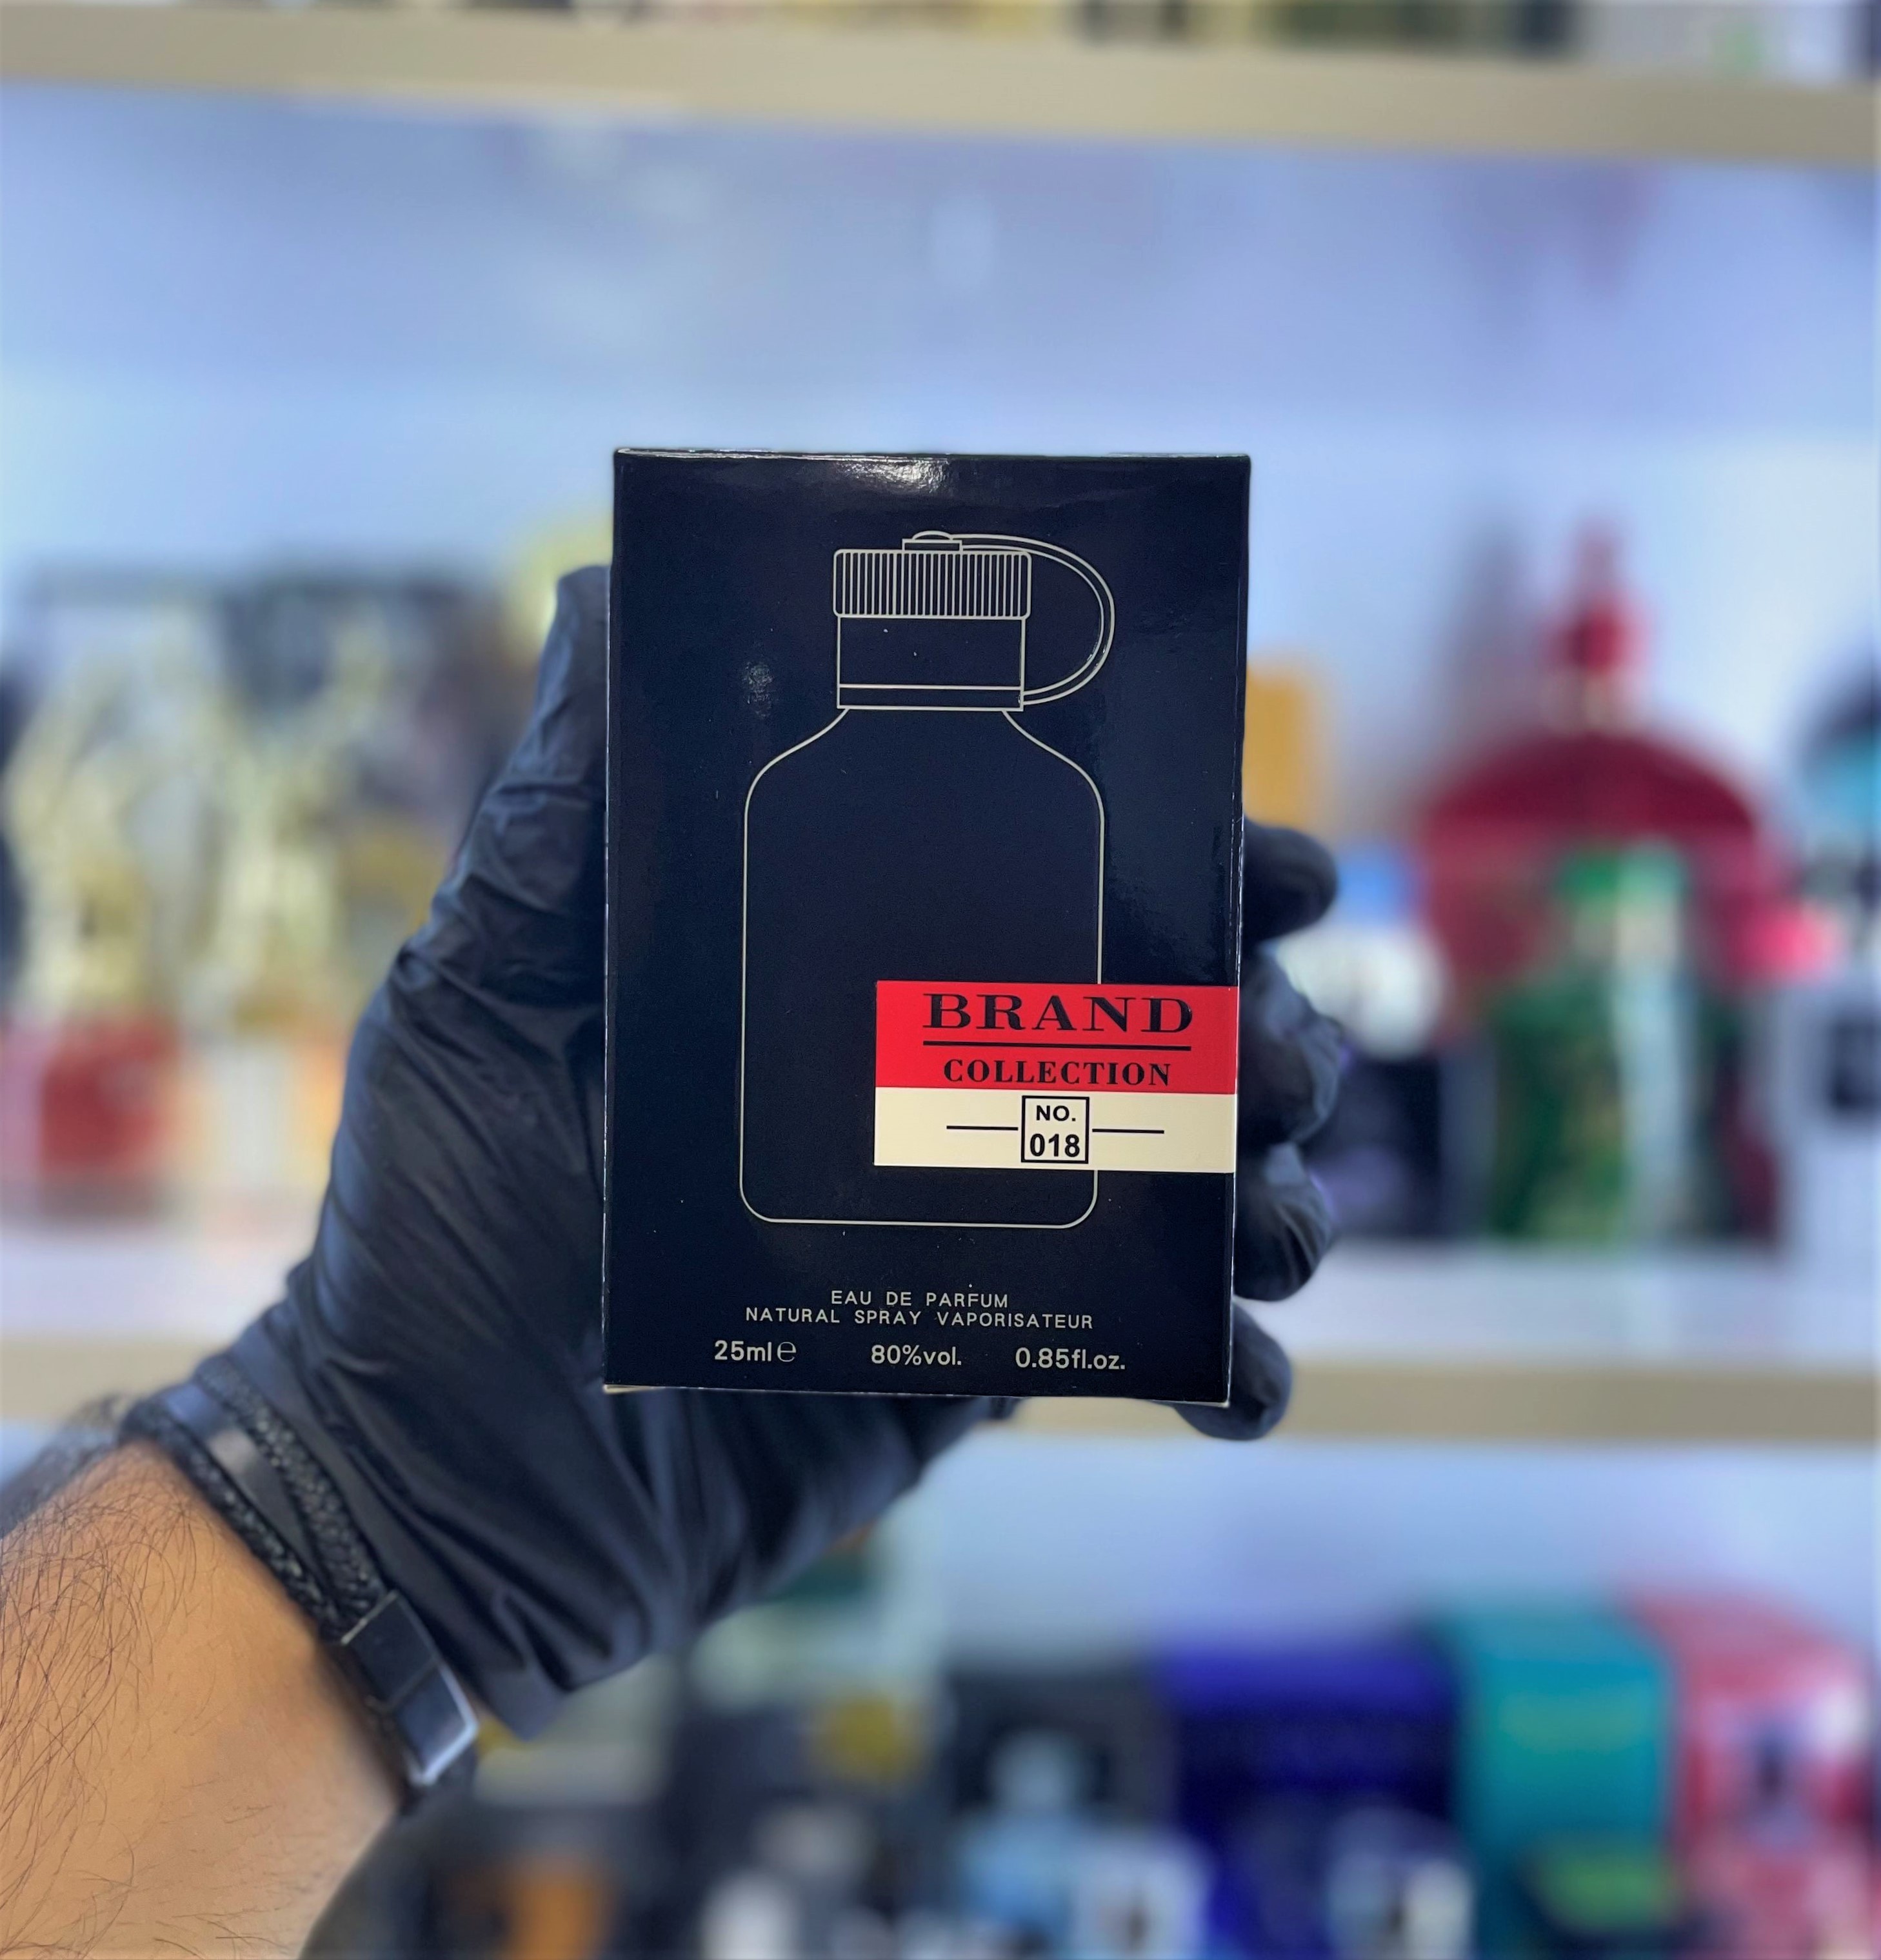 BRAND
COLLECTION
NO.
018
EAU DE PARFUM
NATURAL SPRAY VAPORISATEUR
25ml℮ 80%vol. 0.85fl.oz.